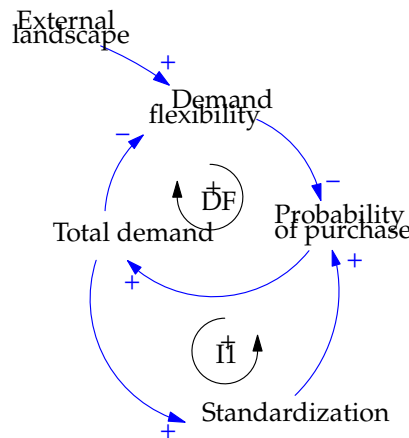 External
landscape
+
Demand
flexibility
−
−
+
DF
Total demand
Probability
of purchase
+
+
+
I1
Standardization
+